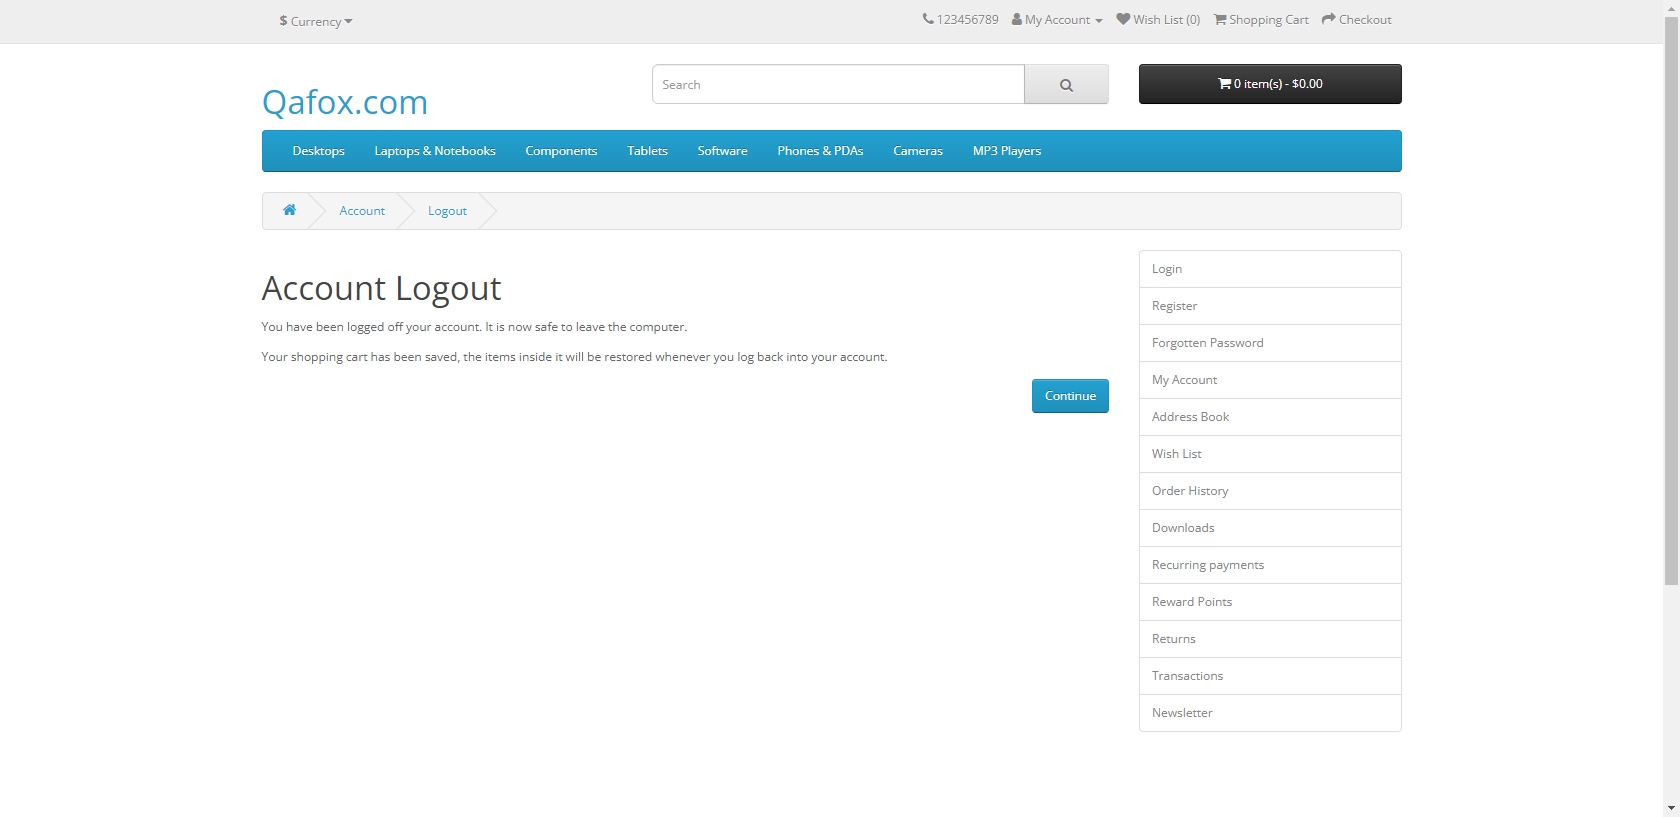 $ Currency
123456789 My Account Wish List (0) Shopping Cart Checkout
Qafox.com
Search
0 item(s) - $0.00
Desktops Laptops & Notebooks Components Tablets Software Phones & PDAs Cameras MP3 Players
Account Logout
Account Logout
You have been logged off your account. It is now safe to leave the computer.
Your shopping cart has been saved, the items inside it will be restored whenever you log back into your account.
Continue
Login
Register
Forgotten Password
My Account
Address Book
Wish List
Order History
Downloads
Recurring payments
Reward Points
Returns
Transactions
Newsletter